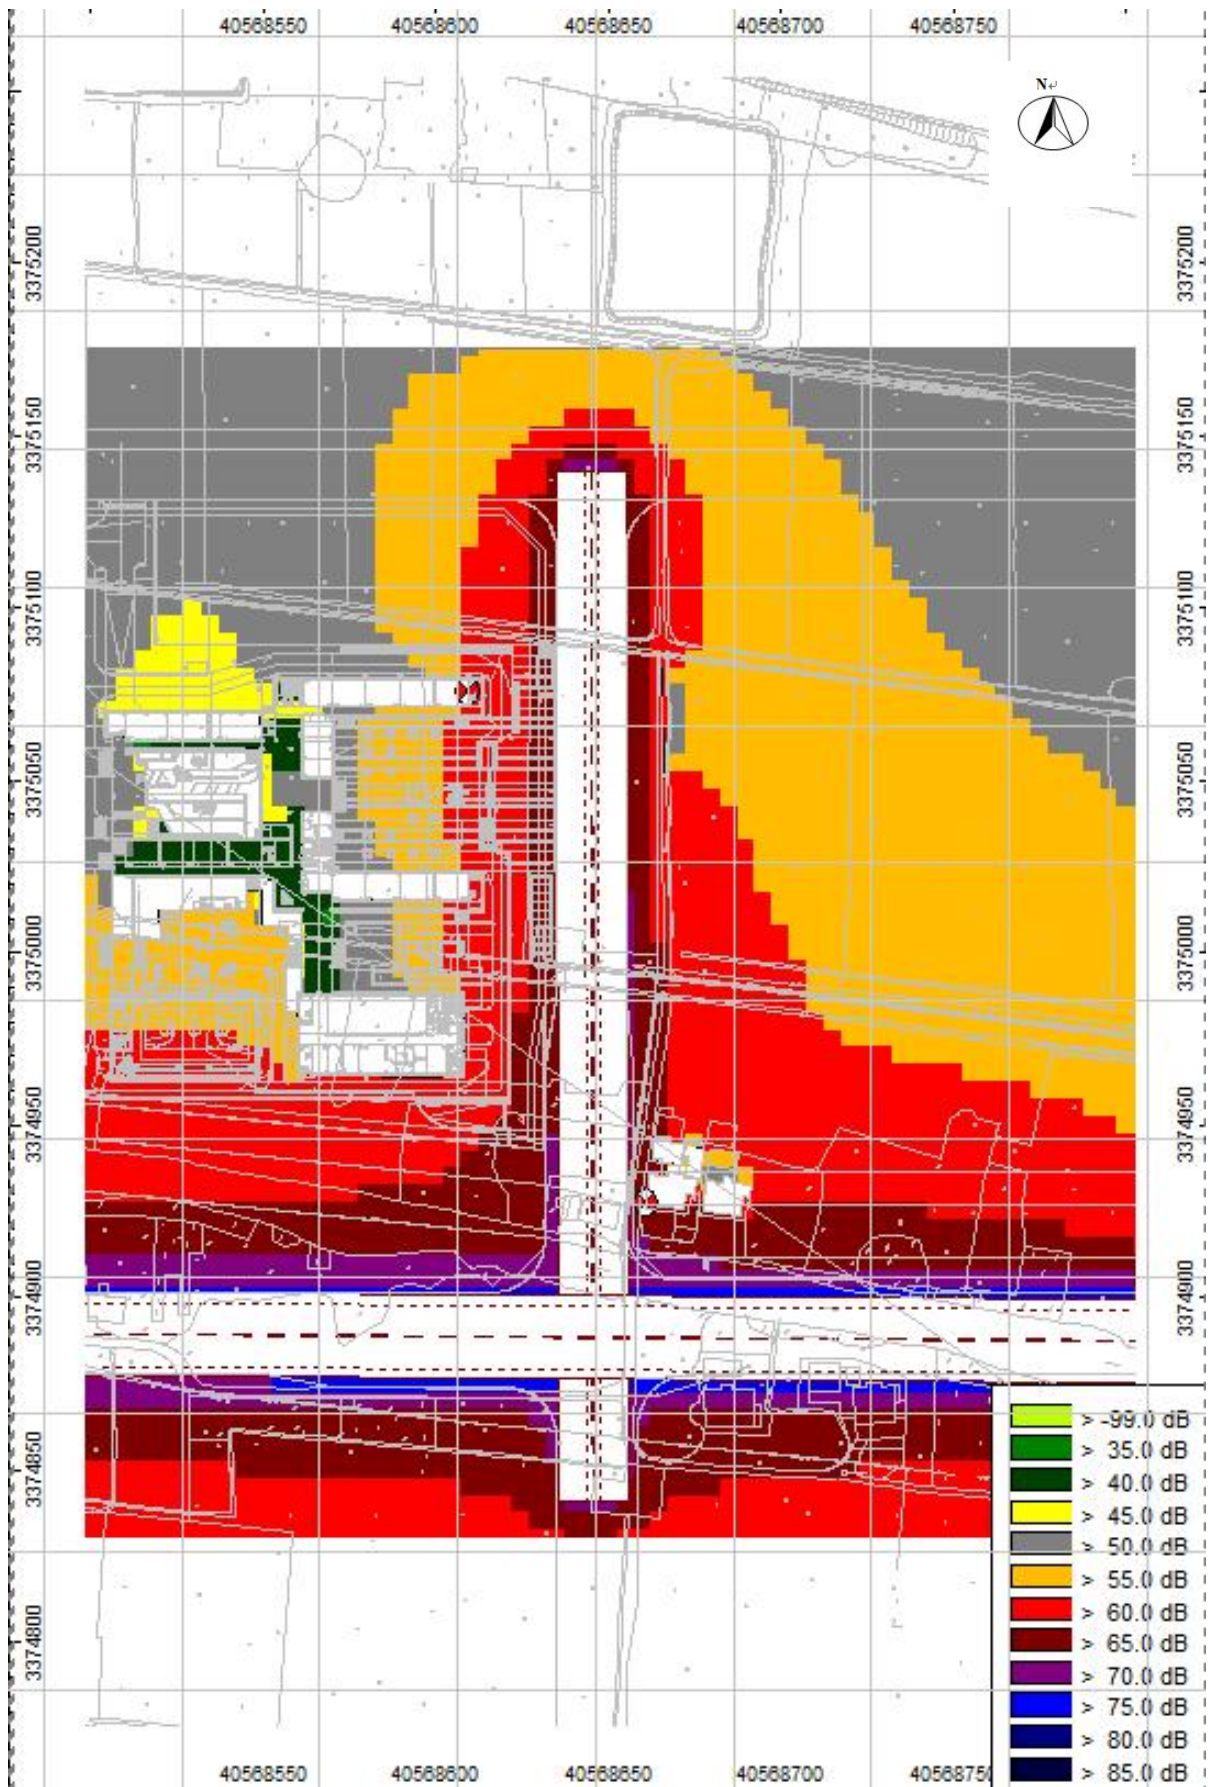 40568550 40568600 40568650 40568700 40568750
N↵
3375200 3375200
3375150 3375150
3375100 3375100
3375050 3375050
3375000 3375000
3374950 3374950
3374900 3374900
3374850
> -99.0 dB
> 35.0 dB
> 40.0 dB
> 45.0 dB
> 50.0 dB
> 55.0 dB
> 60.0 dB
3374800
> 65.0 dB
> 70.0 dB
> 75.0 dB
> 80.0 dB
> 85.0 dB
40568550 40568600 40568650 40568700 40568750